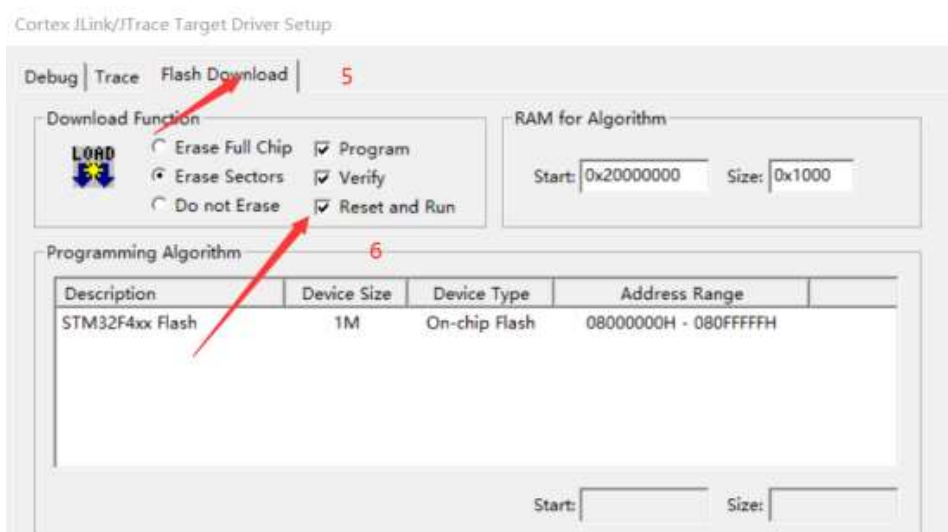 Cortex JLink/JTrace Target Driver Setup
Debug Trace Flash Download 5
Download Function
LOAD
Erase Full Chip Program
Erase Sectors Verify
Do not Erase Reset and Run
RAM for Algorithm
Start: 0x20000000 Size: 0x1000
6
Programming Algorithm
Description Device Size Device Type Address Range
STM32F4xx Flash 1M On-chip Flash 08000000H - 080FFFFFH
Start: Size: